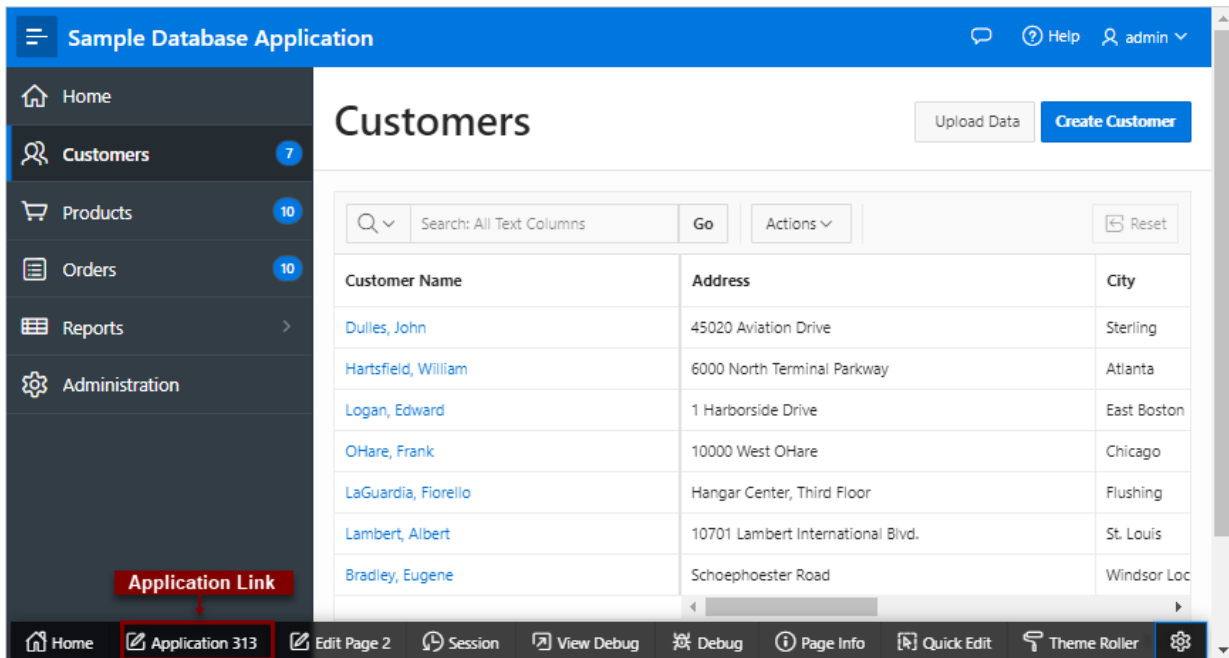 Sample Database Application
Help
admin
Home
Customers 7
Products 10
Orders 10
Reports
Administration
Customers
Upload Data
Create Customer
Search: All Text Columns
Go
Actions
Reset
Customer Name Address City
Dulles, John 45020 Aviation Drive Sterling
Hartsfield, William 6000 North Terminal Parkway Atlanta
Logan, Edward 1 Harborside Drive East Boston
OHare, Frank 10000 West OHare Chicago
LaGuardia, Fiorello Hangar Center, Third Floor Flushing
Lambert, Albert 10701 Lambert International Blvd. St. Louis
Bradley, Eugene Schoephoester Road Windsor Loc
Application Link
Home Application 313 Edit Page 2 Session View Debug Debug Page Info Quick Edit Theme Roller